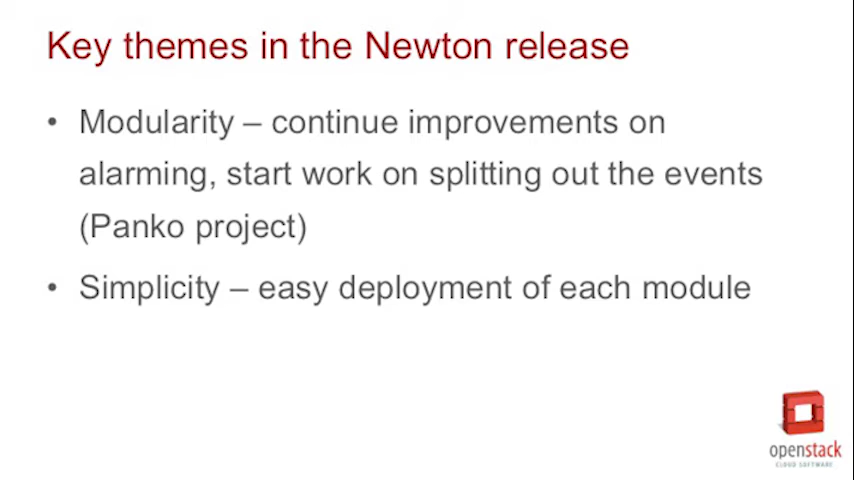 Key themes in the Newton release
• Modularity – continue improvements on
alarming, start work on splitting out the events
(Panko project)
• Simplicity – easy deployment of each module
openstack
CLOUD SOFTWARE